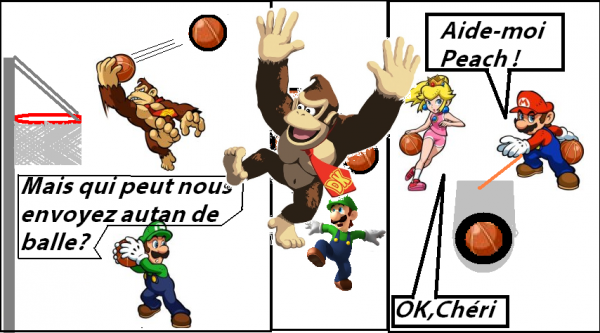 Mais qui peut nous
envoyez autan de
balle?
DK
Aide-moi
Peach !
OK,Chéri